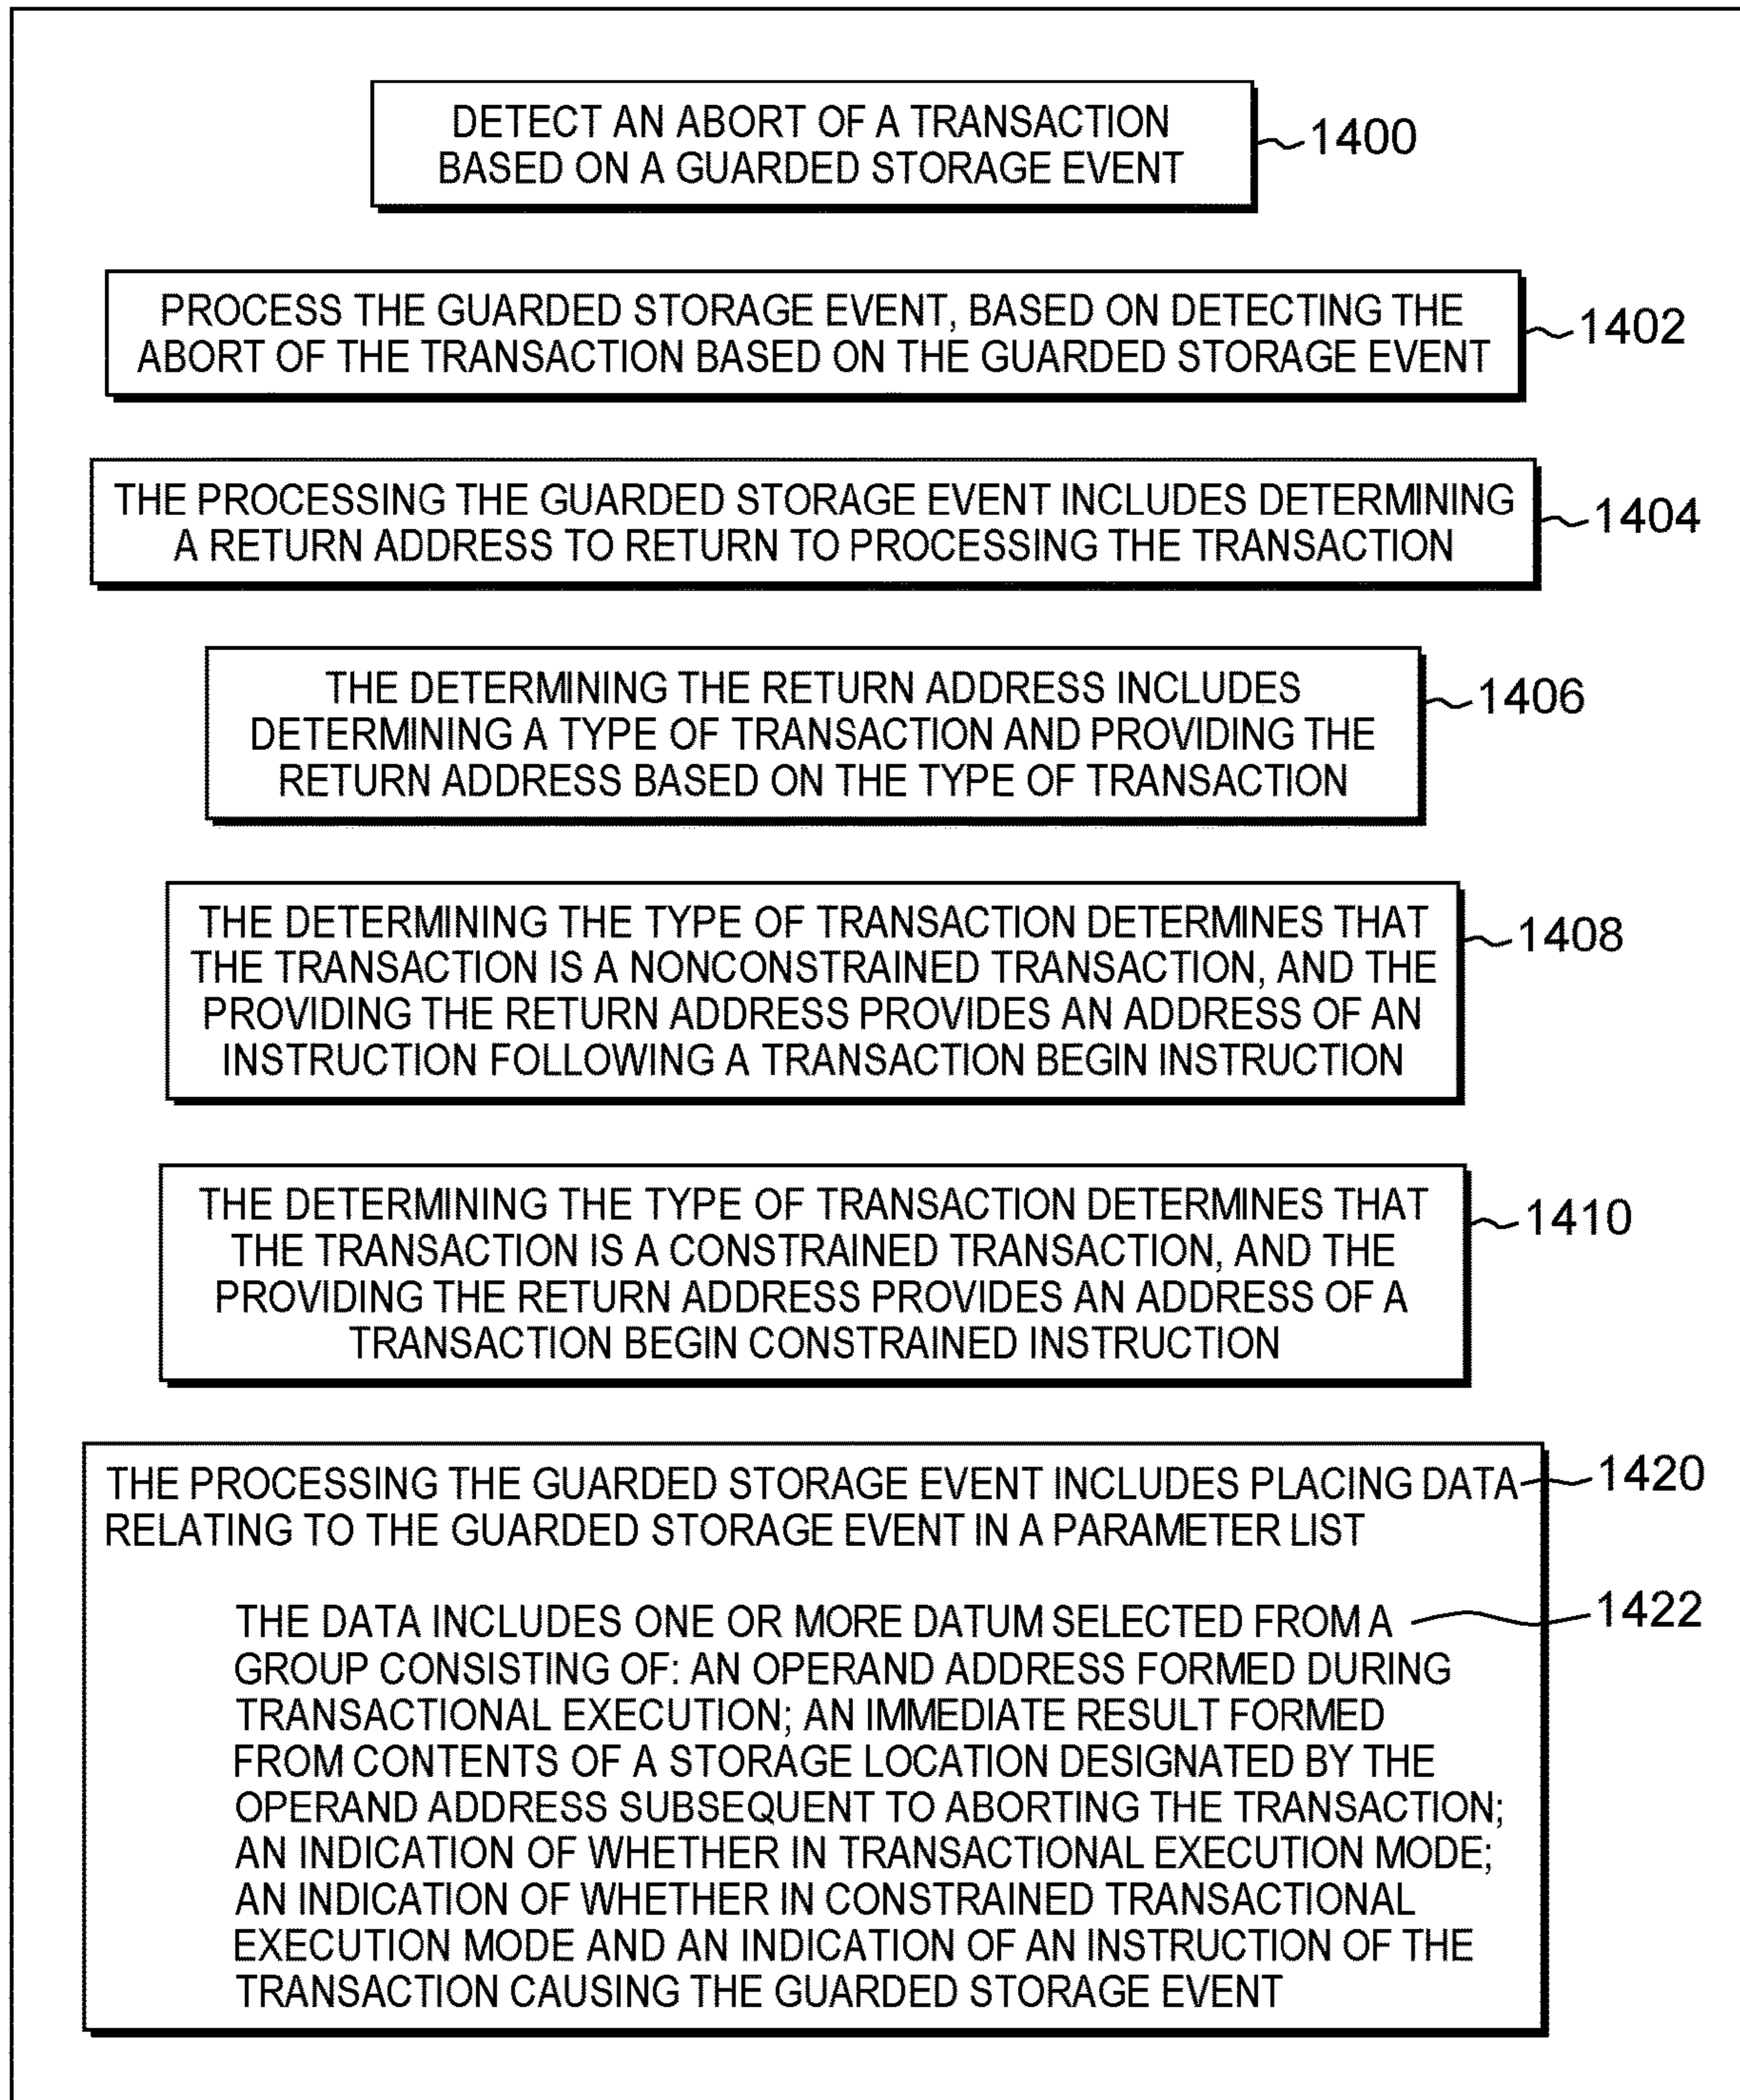 DETECT AN ABORT OF A TRANSACTION
BASED ON A GUARDED STORAGE EVENT
1400
PROCESS THE GUARDED STORAGE EVENT, BASED ON DETECTING THE
ABORT OF THE TRANSACTION BASED ON THE GUARDED STORAGE EVENT
1402
THE PROCESSING THE GUARDED STORAGE EVENT INCLUDES DETERMINING
A RETURN ADDRESS TO RETURN TO PROCESSING THE TRANSACTION
1404
THE DETERMINING THE RETURN ADDRESS INCLUDES
DETERMINING A TYPE OF TRANSACTION AND PROVIDING THE
RETURN ADDRESS BASED ON THE TYPE OF TRANSACTION
1406
THE DETERMINING THE TYPE OF TRANSACTION DETERMINES THAT
THE TRANSACTION IS A NONCONSTRAINED TRANSACTION, AND THE
PROVIDING THE RETURN ADDRESS PROVIDES AN ADDRESS OF AN
INSTRUCTION FOLLOWING A TRANSACTION BEGIN INSTRUCTION
1408
THE DETERMINING THE TYPE OF TRANSACTION DETERMINES THAT
THE TRANSACTION IS A CONSTRAINED TRANSACTION, AND THE
PROVIDING THE RETURN ADDRESS PROVIDES AN ADDRESS OF A
TRANSACTION BEGIN CONSTRAINED INSTRUCTION
1410
THE PROCESSING THE GUARDED STORAGE EVENT INCLUDES PLACING DATA
RELATING TO THE GUARDED STORAGE EVENT IN A PARAMETER LIST
1420
THE DATA INCLUDES ONE OR MORE DATUM SELECTED FROM A
GROUP CONSISTING OF: AN OPERAND ADDRESS FORMED DURING
TRANSACTIONAL EXECUTION; AN IMMEDIATE RESULT FORMED
FROM CONTENTS OF A STORAGE LOCATION DESIGNATED BY THE
OPERAND ADDRESS SUBSEQUENT TO ABORTING THE TRANSACTION;
AN INDICATION OF WHETHER IN TRANSACTIONAL EXECUTION MODE;
AN INDICATION OF WHETHER IN CONSTRAINED TRANSACTIONAL
EXECUTION MODE AND AN INDICATION OF AN INSTRUCTION OF THE
TRANSACTION CAUSING THE GUARDED STORAGE EVENT
1422